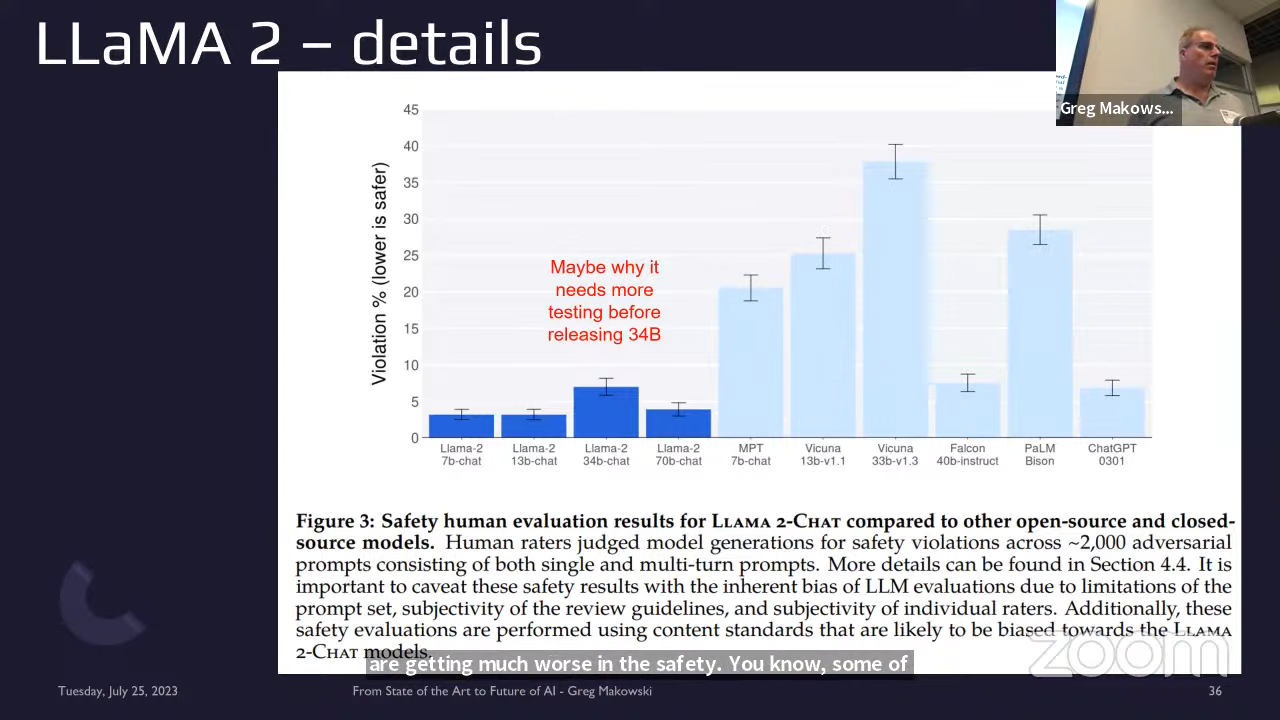 LLaMA 2 – details
Greg Makows...
45
40
35
30
25
20
15
10
5
0
Violation % (lower is safer)
Maybe why it
needs more
testing before
releasing 34B
Llama-2
7b-chat
Llama-2
13b-chat
Llama-2
34b-chat
Llama-2
70b-chat
MPT
7b-chat
Vicuna
13b-v1.1
Vicuna
33b-v1.3
Falcon
40b-instruct
PaLM
Bison
ChatGPT
0301
Figure 3: Safety human evaluation results for LLAMA 2-CHAT compared to other open-source and closed-
source models. Human raters judged model generations for safety violations across ~2,000 adversarial
prompts consisting of both single and multi-turn prompts. More details can be found in Section 4.4. It is
important to caveat these safety results with the inherent bias of LLM evaluations due to limitations of the
prompt set, subjectivity of the review guidelines, and subjectivity of individual raters. Additionally, these
safety evaluations are performed using content standards that are likely to be biased towards the LLAMA
2-CHAT models.
are getting much worse in the safety. You know, some of
zoom
Tuesday, July 25, 2023
From State of the Art to Future of AI - Greg Makowski
36